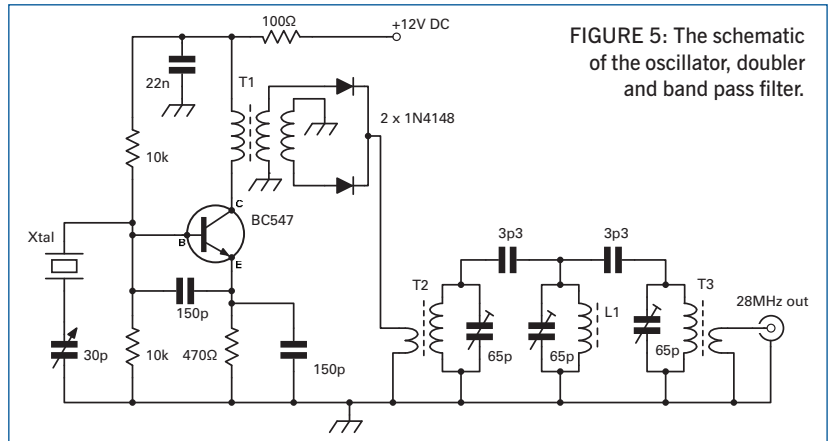 FIGURE 5: The schematic
of the oscillator, doubler
and band pass filter.
100Ω
+12V DC
22n
T1
2 x 1N4148
10k
C
BC547
B
E
Xtal
150p
30p
10k
470Ω
150p
3p3
3p3
T2
L1
T3
28MHz out
65p
65p
65p